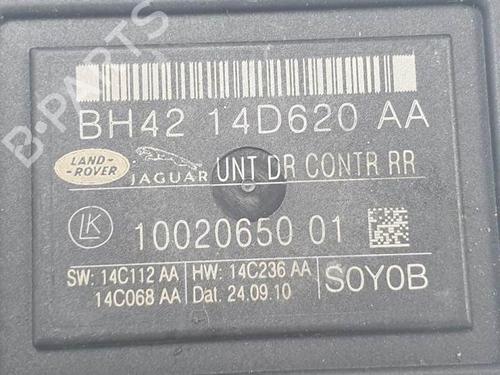 B-PARTS
BH42 14D620 AA
LAND-ROVER JAGUAR UNT DR CONTR RR
LK 10020650 01
SW: 14C112 AA HW: 14C236 AA SOYOB
14C068 AA Dat. 24.09.10